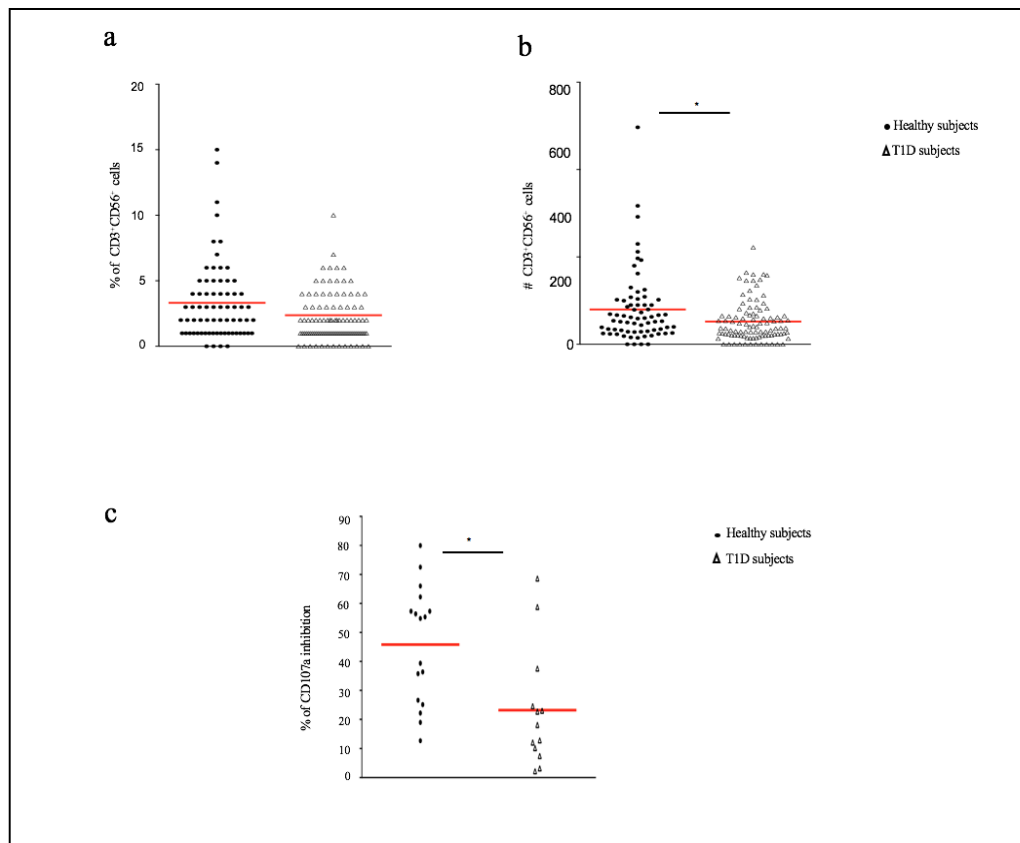 a
20
15
10
5
0
% of CD3⁺CD56⁺ cells
b
800
600
400
200
0
# CD3⁺CD56⁺ cells
*
Healthy subjects
T1D subjects
c
90
80
70
60
50
40
30
20
10
0
% of CD107a inhibition
*
Healthy subjects
T1D subjects